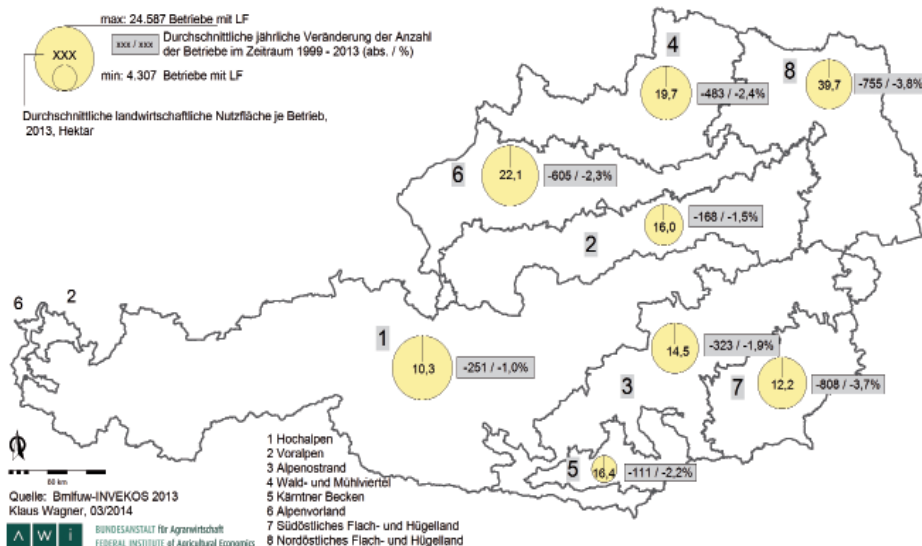 max: 24.587 Betriebe mit LF
xxx
xxx / xxx
Durchschnittliche jährliche Veränderung der Anzahl
der Betriebe im Zeitraum 1999 - 2013 (abs. / %)
min: 4.307 Betriebe mit LF
Durchschnittliche landwirtschaftliche Nutzfläche je Betrieb,
2013, Hektar
4
19,7
-483 / -2,4%
8
39,7
-755 / -3,8%
6
22,1
-605 / -2,3%
2
16,0
-168 / -1,5%
6
2
1
10,3
-251 / -1,0%
3
14,5
-323 / -1,9%
7
12,2
-808 / -3,7%
5
16,4
-111 / -2,2%
1 Hochalpen
2 Voralpen
3 Alpenostrand
4 Wald- und Mühlviertel
5 Kärntner Becken
6 Alpenvorland
7 Südöstliches Flach- und Hügelland
8 Nordöstliches Flach- und Hügelland
60 km
Quelle: Bmlfuw-INVEKOS 2013
Klaus Wagner, 03/2014
AWi
BUNDESANSTALT für Agrarwirtschaft
FEDERAL INSTITUTE of Agricultural Economics